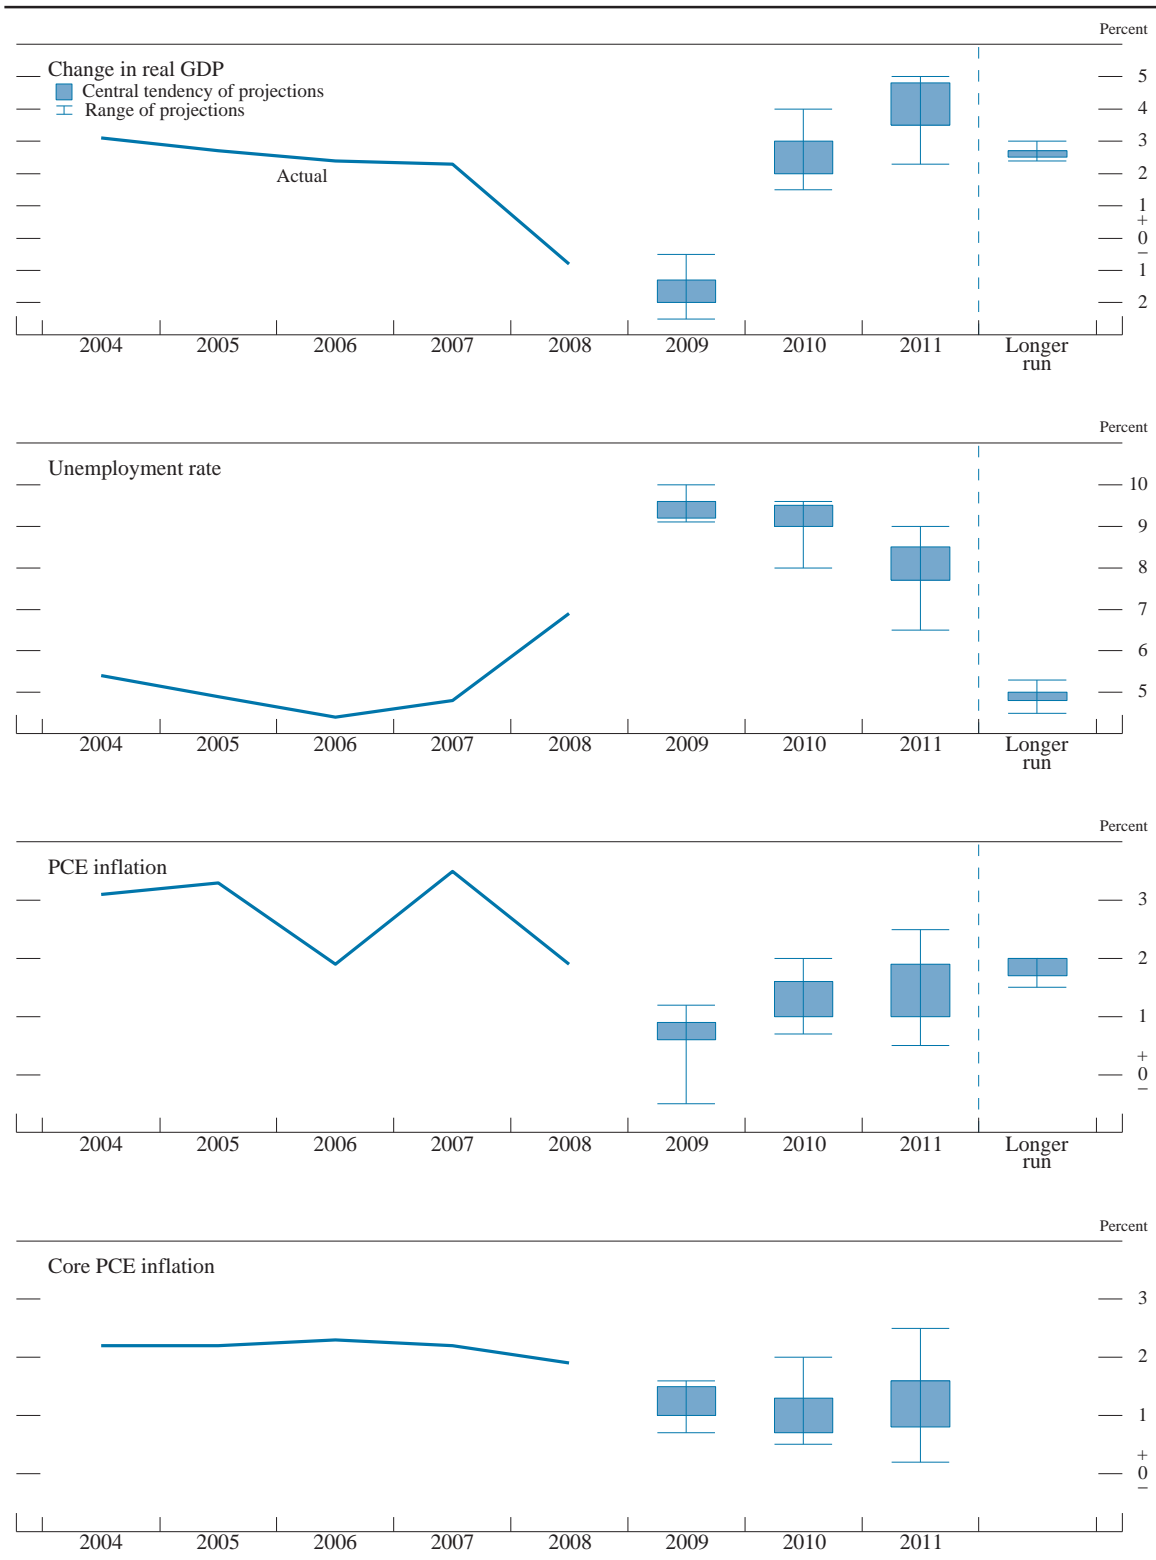 Percent
Change in real GDP
Central tendency of projections
Range of projections
Actual
5
4
3
2
1
+
0
−
1
2
2004 2005 2006 2007 2008 2009 2010 2011 Longer
run
Percent
Unemployment rate
10
9
8
7
6
5
2004 2005 2006 2007 2008 2009 2010 2011 Longer
run
Percent
PCE inflation
3
2
1
+
0
−
2004 2005 2006 2007 2008 2009 2010 2011 Longer
run
Percent
Core PCE inflation
3
2
1
+
0
−
2004 2005 2006 2007 2008 2009 2010 2011